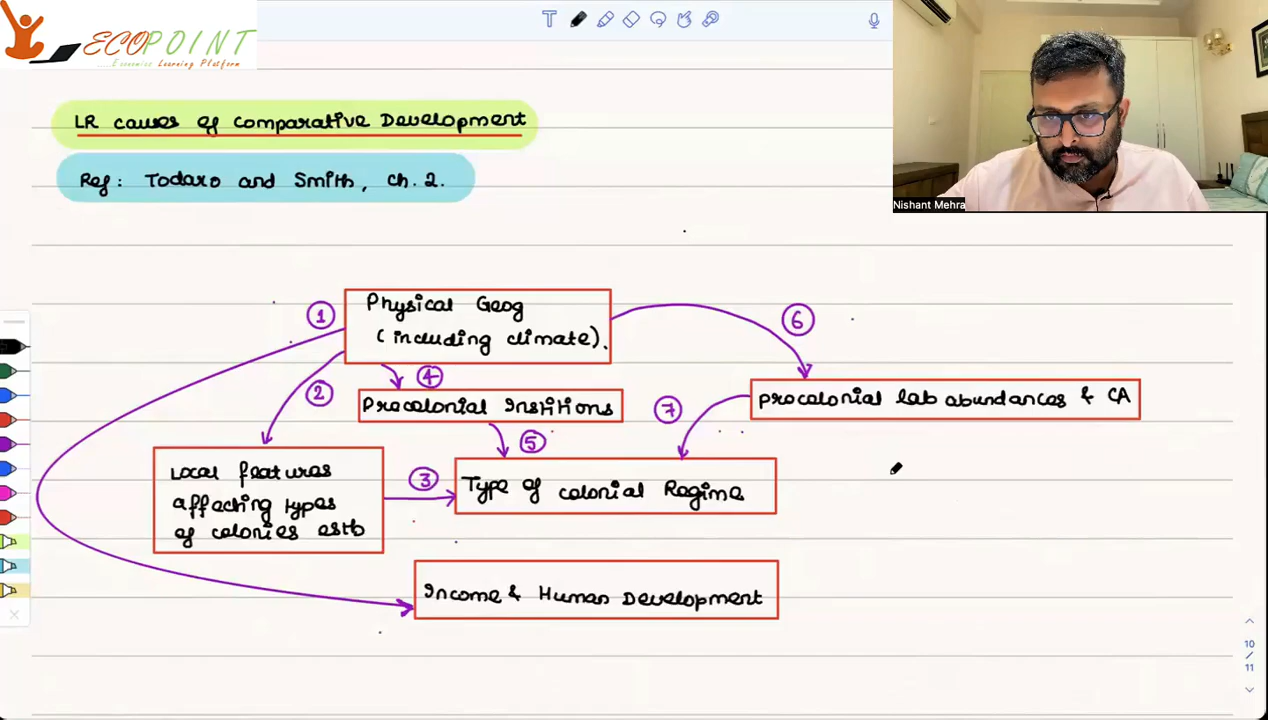 ECOPOINT
....Economics Learning Platform
T
Nishant Mehra
LR causes of comparative Development
Ref: Todaro and Smith, Ch. 2.
1
Physical Geog
(including climate).
6
2
4
Precolonial Institions
7
precolonial lab abundances & CA
5
Local features
affecting types
of colonies estb
3
Type of colonial Regime
Income & Human Development
10
11